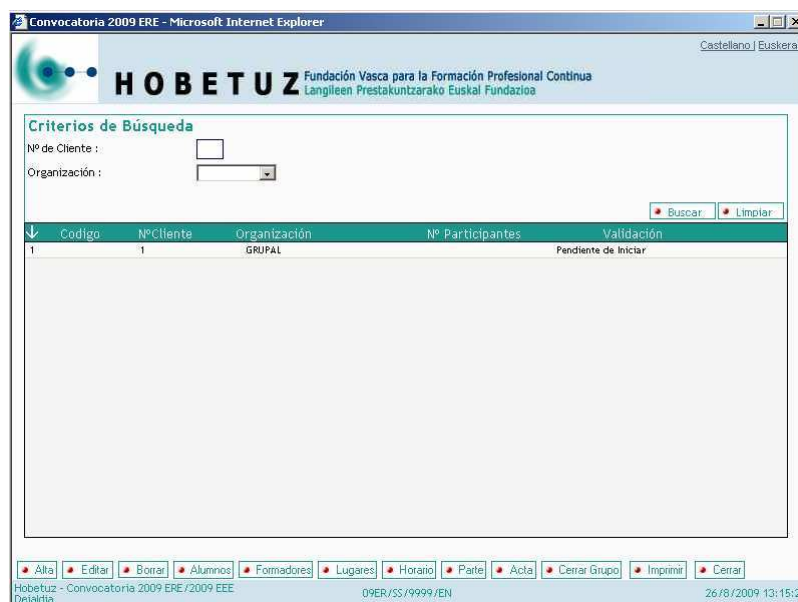 Convocatoria 2009 ERE - Microsoft Internet Explorer
Castellano | Euskera
HOBETUZ Fundación Vasca para la Formación Profesional Continua
Langileen Prestakuntzarako Euskal Fundazioa
Criterios de Búsqueda
Nº de Cliente :
Organización :
Buscar Limpiar
Codigo NºCliente Organización Nº Participantes Validación
1 1 GRUPAL Pendiente de Iniciar
Alta Editar Borrar Alumnos Formadores Lugares Horario Parte Acta Cerrar Grupo Imprimir Cerrar
Hobetuz - Convocatoria 2009 ERE/2009 EEE
Deialdia
09ER/SS/9999/EN
26/8/2009 13:15:2